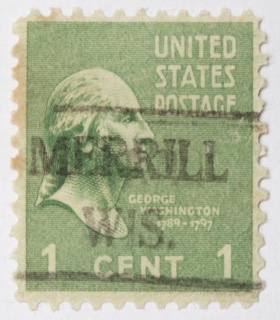 UNITED
STATES
POSTAGE
MERRILL
GEORGE
WASHINGTON
1789-1797
WIS.
1 CENT 1